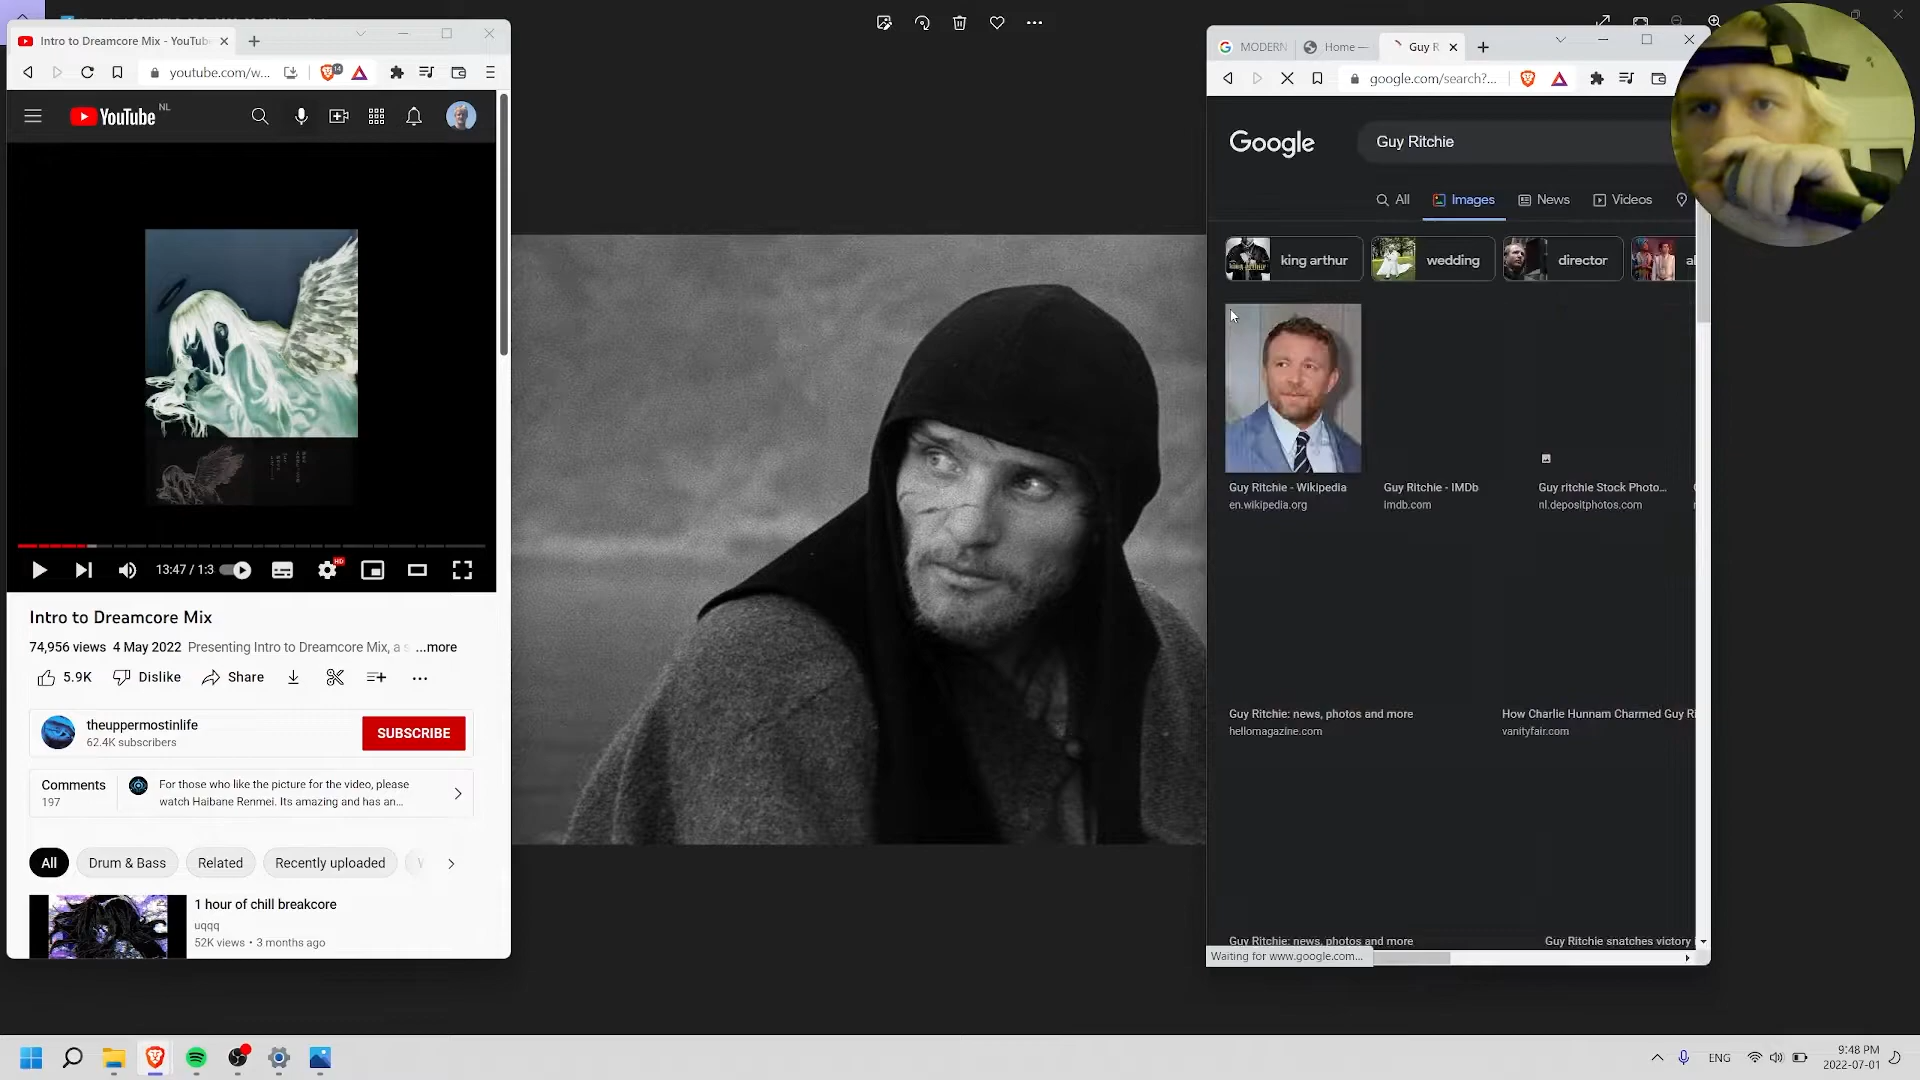 Intro to Dreamcore Mix - YouTub
youtube.com/w...
14
YouTube NL
13:47 / 1:3
HD
Intro to Dreamcore Mix
74,956 views 4 May 2022 Presenting Intro to Dreamcore Mix, a s ...more
5.9K Dislike Share
theuppermostinlife
62.4K subscribers
SUBSCRIBE
Comments
197
For those who like the picture for the video, please
watch Haibane Renmei. Its amazing and has an...
All Drum & Bass Related Recently uploaded
1 hour of chill breakcore
uqqq
52K views • 3 months ago
MODERN Home — Guy R
google.com/search?...
Google
Guy Ritchie
All Images News Videos
king arthur wedding director al
Guy Ritchie - Wikipedia
en.wikipedia.org
Guy Ritchie - IMDb
imdb.com
Guy ritchie Stock Photo...
nl.depositphotos.com
Guy Ritchie: news, photos and more
hellomagazine.com
How Charlie Hunnam Charmed Guy Ri
vanityfair.com
Guy Ritchie: news, photos and more
Guy Ritchie snatches victory
Waiting for www.google.com...
ENG
9:48 PM
2022-07-01